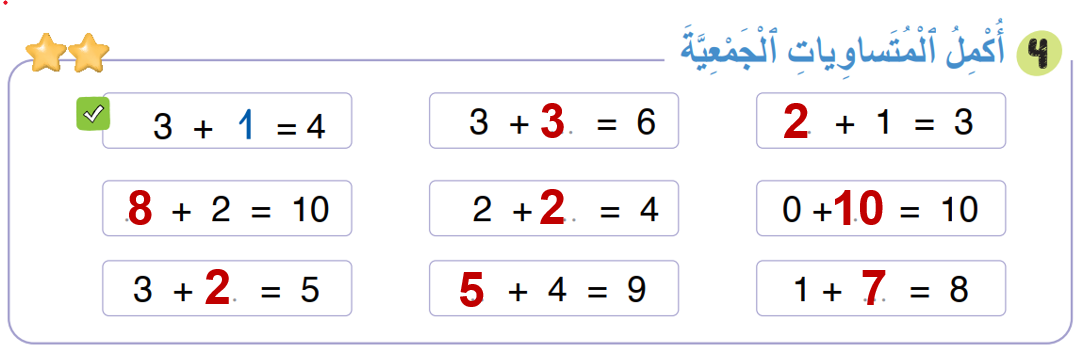 4 أُكْمِلُ ٱلْمُتَساوِياتِ ٱلْجَمْعِيَّةَ
3 + 1 = 4
3 + 3 = 6
2 + 1 = 3
8 + 2 = 10
2 + 2 = 4
0 + 10 = 10
3 + 2 = 5
5 + 4 = 9
1 + 7 = 8